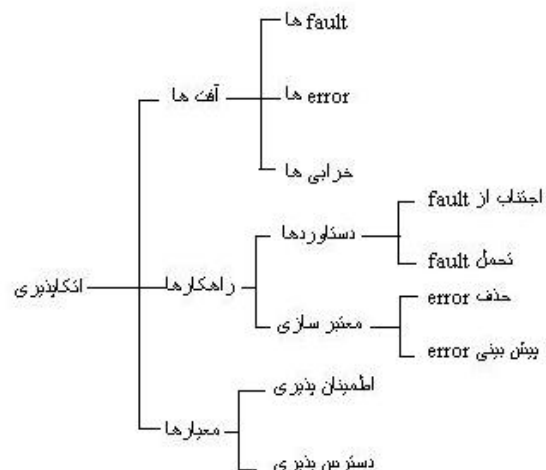 fault ها
آفت ها
error ها
خرابی ها
اجتناب از fault
دستاوردها
تحمل fault
اتکاپذیری
راهکارها
حذف error
معتبر سازی
پیش بینی error
اطمینان پذیری
معیارها
دسترس پذیری